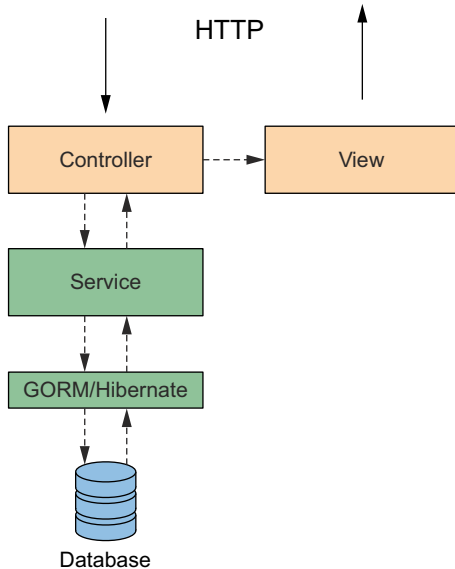 HTTP
Controller
View
Service
GORM/Hibernate
Database